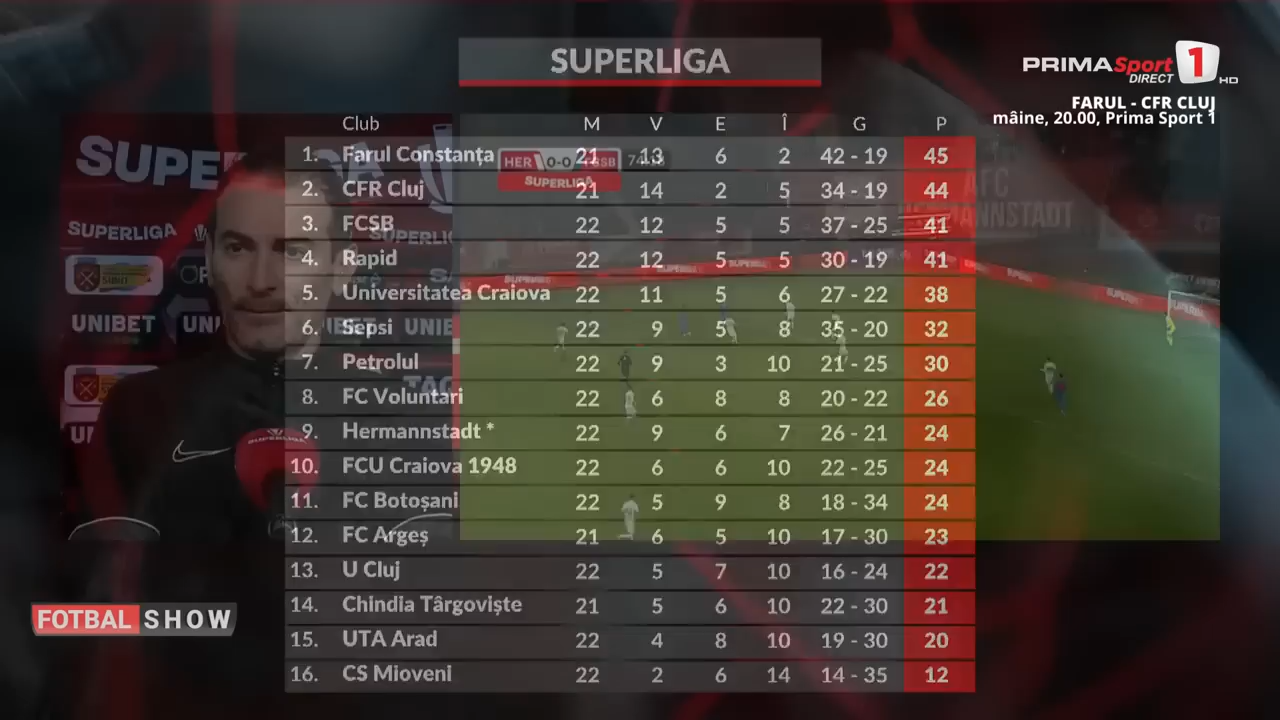 SUPERLIGA
PRIMASport 1
DIRECT HD
FARUL - CFR CLUJ
mâine, 20.00, Prima Sport 1
Club M V E Î G P
1. Farul Constanța 21 13 6 2 42 - 19 45
2. CFR Cluj 21 14 2 5 34 - 19 44
3. FCSB 22 12 5 5 37 - 25 41
4. Rapid 22 12 5 5 30 - 19 41
5. Universitatea Craiova 22 11 5 6 27 - 22 38
6. Sepsi 22 9 5 8 35 - 20 32
7. Petrolul 22 9 3 10 21 - 25 30
8. FC Voluntari 22 6 8 8 20 - 22 26
9. Hermannstadt * 22 9 6 7 26 - 21 24
10. FCU Craiova 1948 22 6 6 10 22 - 25 24
11. FC Botoșani 22 5 9 8 18 - 34 24
12. FC Argeș 21 6 5 10 17 - 30 23
13. U Cluj 22 5 7 10 16 - 24 22
14. Chindia Târgoviște 21 5 6 10 22 - 30 21
15. UTA Arad 22 4 8 10 19 - 30 20
16. CS Mioveni 22 2 6 14 14 - 35 12
HER 0-0
SUPERLIGA
AFC
SUPE
SUPERLIGA
UNIBET
FOTBAL SHOW